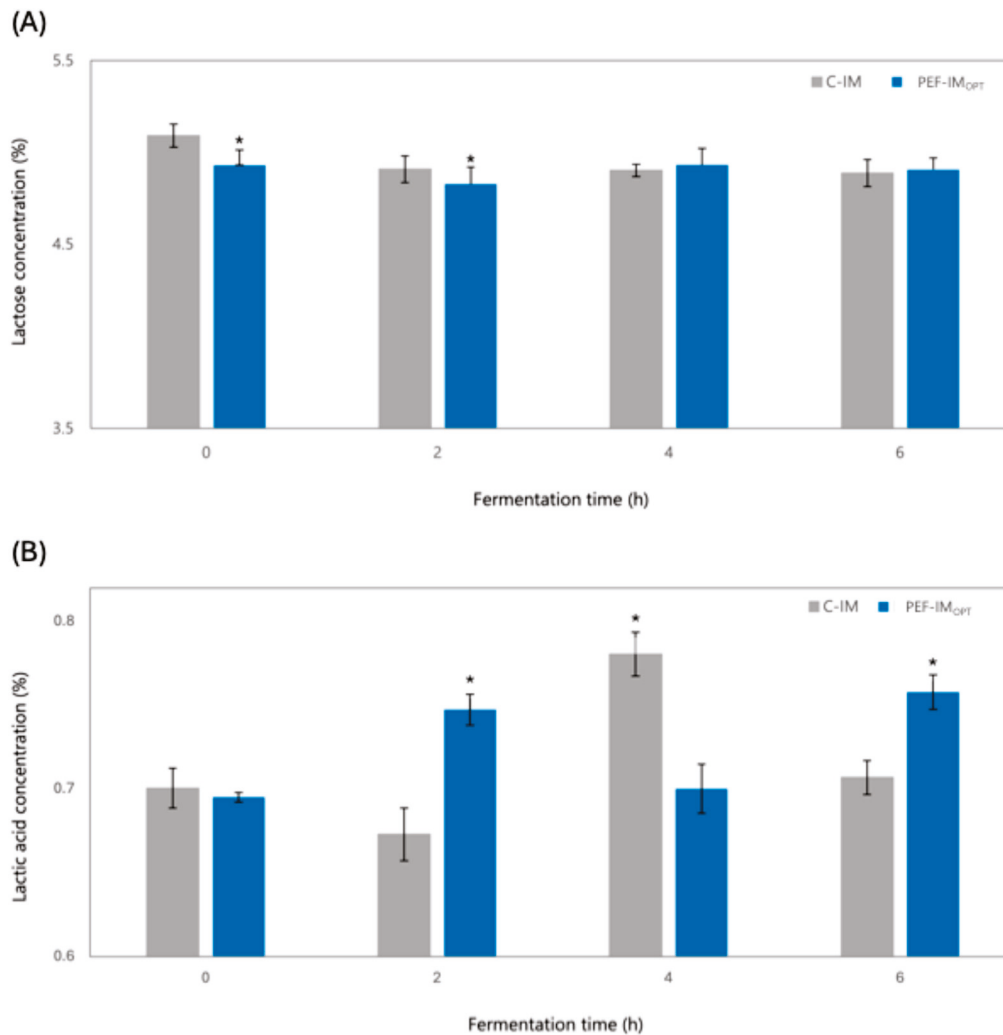 (A)
5.5
C-IM PEF-IMOPT
*
*
4.5
3.5
Lactose concentration (%)
0 2 4 6
Fermentation time (h)
(B)
0.8
C-IM PEF-IMOPT
*
*
*
0.7
0.6
Lactic acid concentration (%)
0 2 4 6
Fermentation time (h)